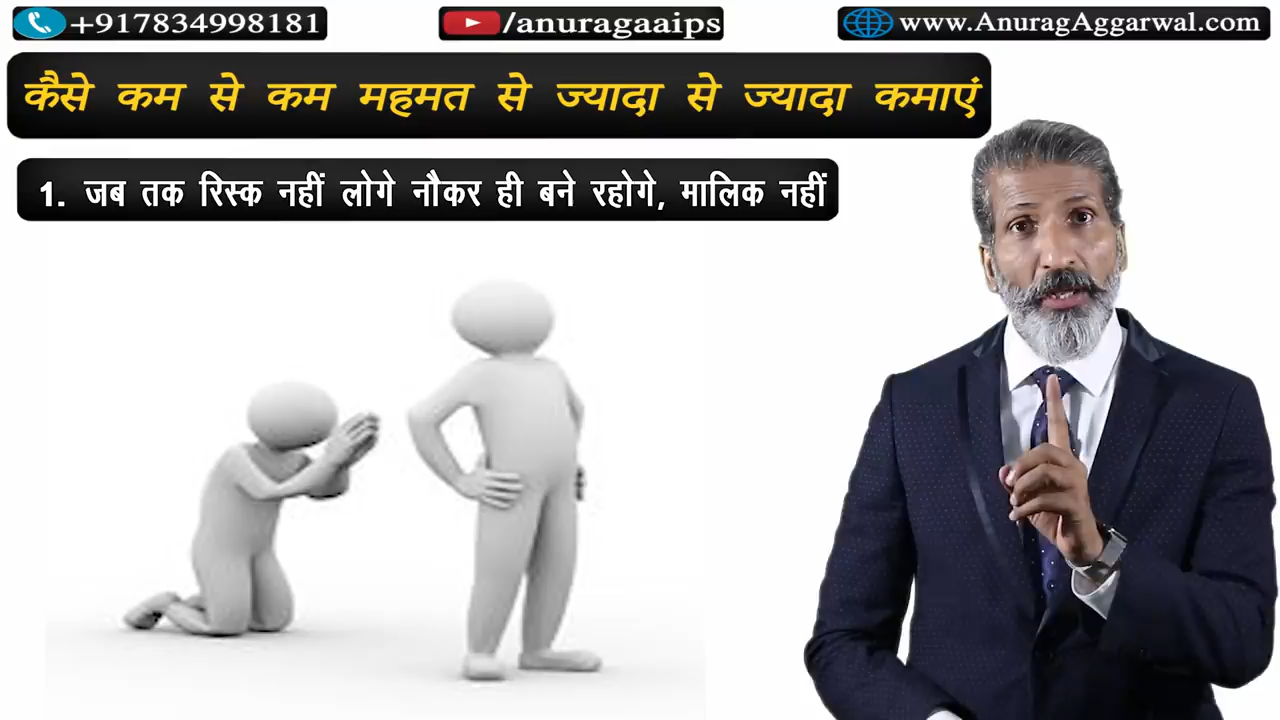 +917834998181
/anuragaaips
www.AnuragAggarwal.com
कैसे कम से कम महमत से ज्यादा से ज्यादा कमाएं
1. जब तक रिस्क नहीं लोगे नौकर ही बने रहोगे, मालिक नहीं